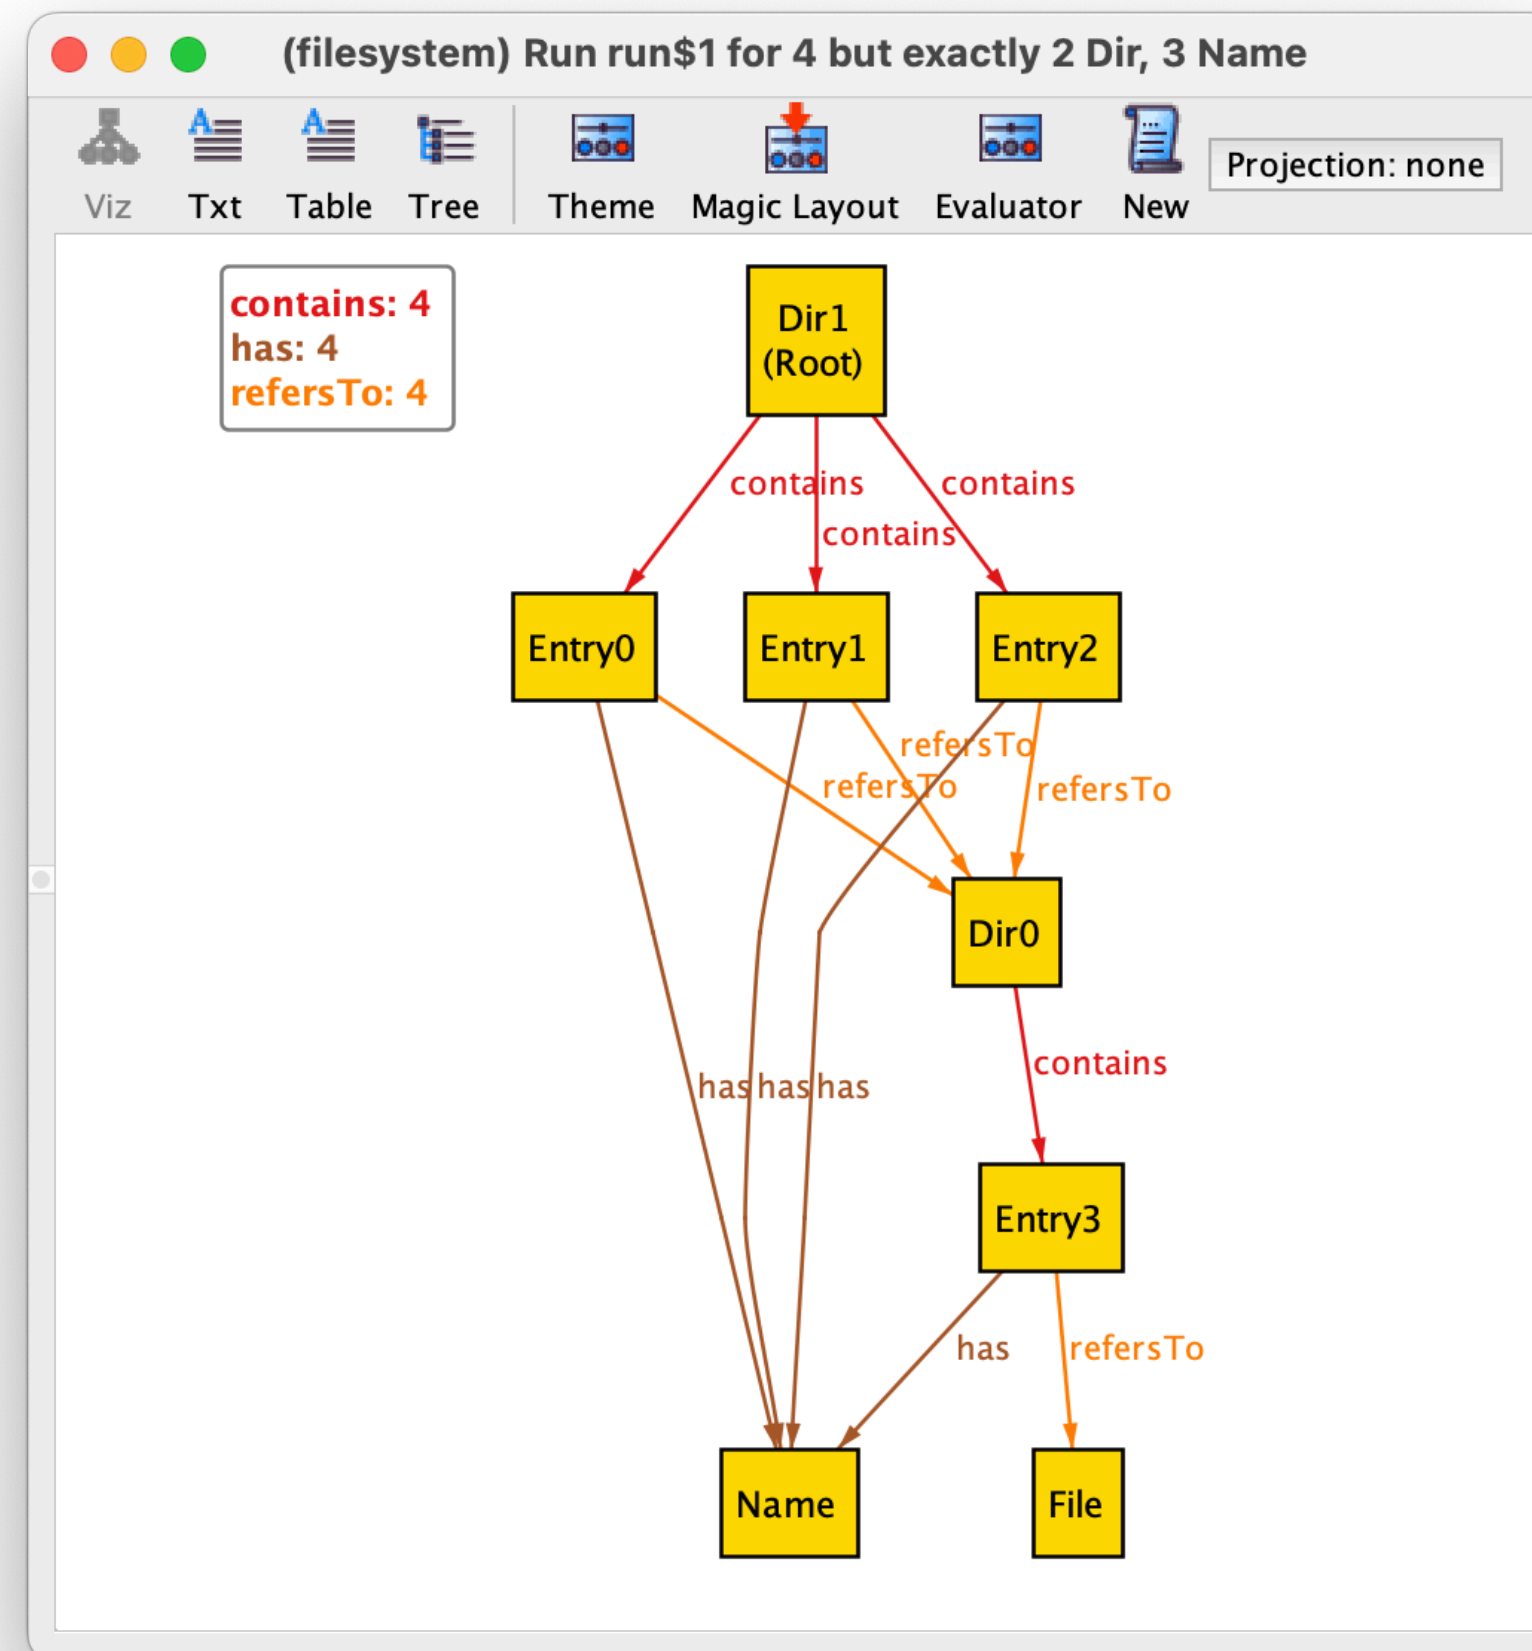 (filesystem) Run run$1 for 4 but exactly 2 Dir, 3 Name
Viz Txt Table Tree Theme Magic Layout Evaluator New Projection: none
contains: 4
has: 4
refersTo: 4
Dir1
(Root)
contains contains
contains
Entry0 Entry1 Entry2
refersTo
refersTo refersTo
Dir0
contains
has has has
Entry3
has refersTo
Name File